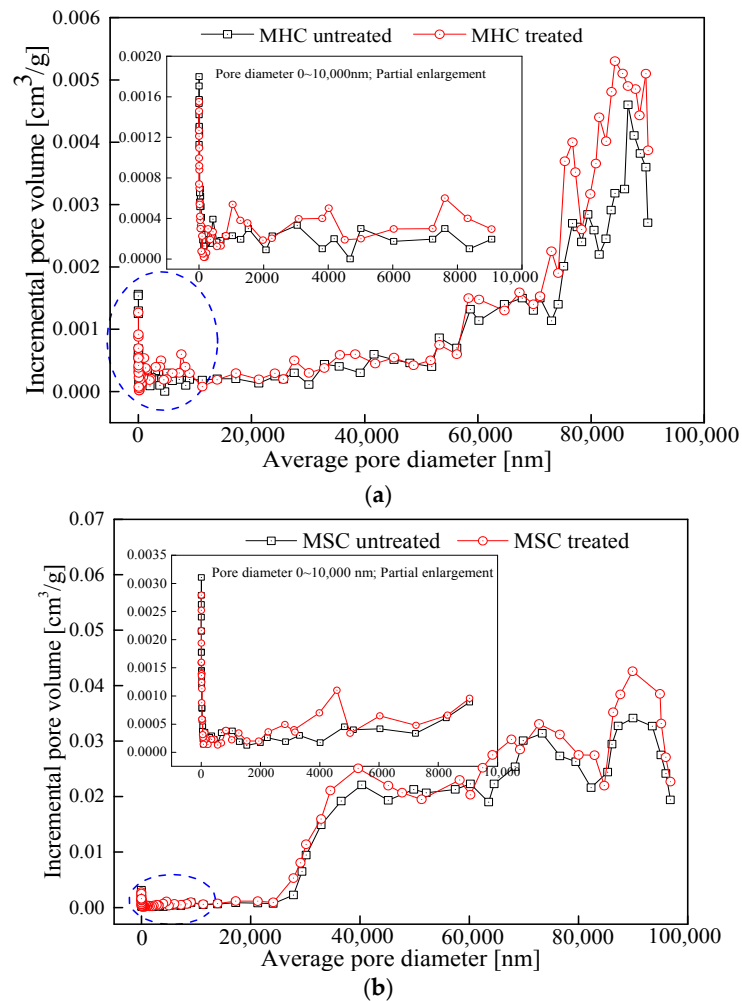 0.006
0.005
0.004
0.003
0.002
0.001
0.000
Incremental pore volume [cm³/g]
MHC untreated MHC treated
0.0020
0.0016
0.0012
0.0008
0.0004
0.0000
Pore diameter 0~10,000nm; Partial enlargement
0 2000 4000 6000 8000 10,000
0 20,000 40,000 60,000 80,000 100,000
Average pore diameter [nm]
(a)
0.07
0.06
0.05
0.04
0.03
0.02
0.01
0.00
Incremental pore volume [cm³/g]
MSC untreated MSC treated
0.0035
0.0030
0.0025
0.0020
0.0015
0.0010
0.0005
0.0000
Pore diameter 0~10,000 nm; Partial enlargement
0 2000 4000 6000 8000 10,000
0 20,000 40,000 60,000 80,000 100,000
Average pore diameter [nm]
(b)